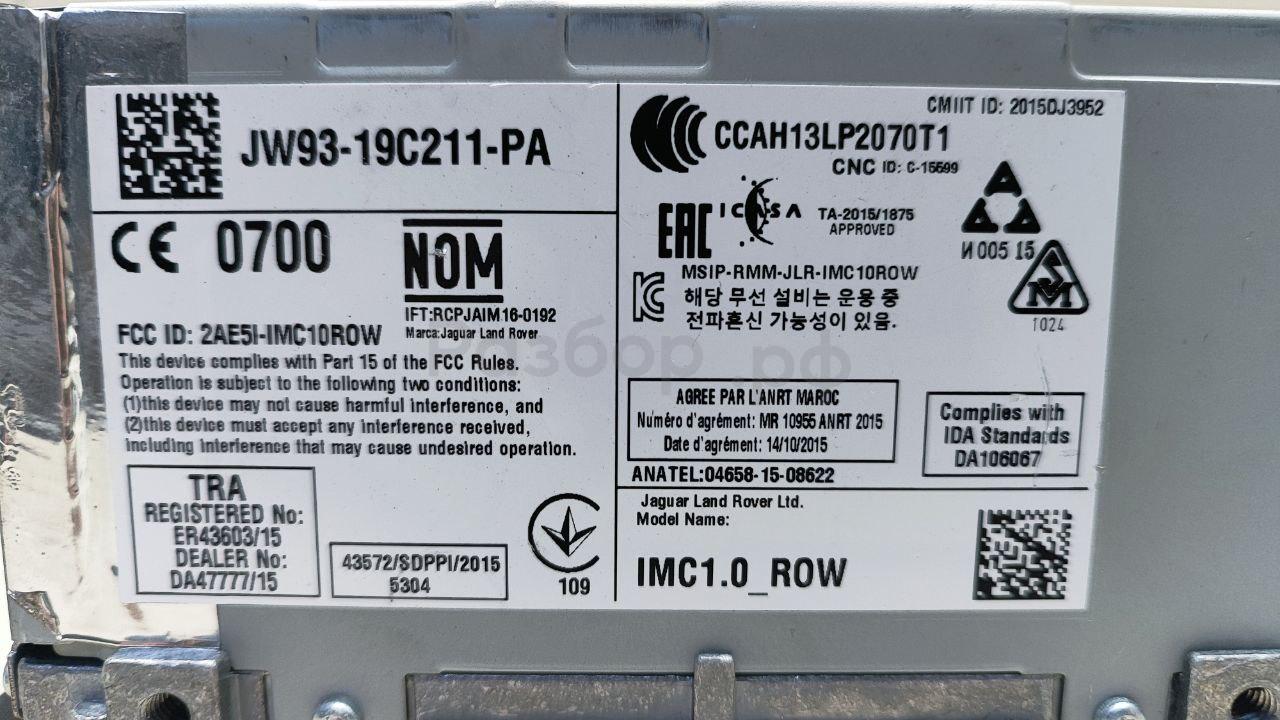 JW93-19C211-PA
CE 0700
NOM
IFT:RCPJAIM16-0192
Marca:Jaguar Land Rover
FCC ID: 2AE5I-IMC10ROW
This device complies with Part 15 of the FCC Rules.
Operation is subject to the following two conditions:
(1)this device may not cause harmful interference, and
(2)this device must accept any interference received,
including interference that may cause undesired operation.
TRA
REGISTERED No:
ER43603/15
DEALER No:
DA47777/15
43572/SDPPI/2015
5304
109
CMIIT ID: 2015DJ3952
CCAH13LP2070T1
CNC ID: C-15599
EAC
ICASA
TA-2015/1875
APPROVED
И 005 15
1024
MSIP-RMM-JLR-IMC10ROW
해당 무선 설비는 운용 중
전파혼신 가능성이 있음.
AGREE PAR L'ANRT MAROC
Numéro d'agrément: MR 10955 ANRT 2015
Date d'agrément: 14/10/2015
Complies with
IDA Standards
DA106067
ANATEL:04658-15-08622
Jaguar Land Rover Ltd.
Model Name:
IMC1.0_ROW
Разбор.рф